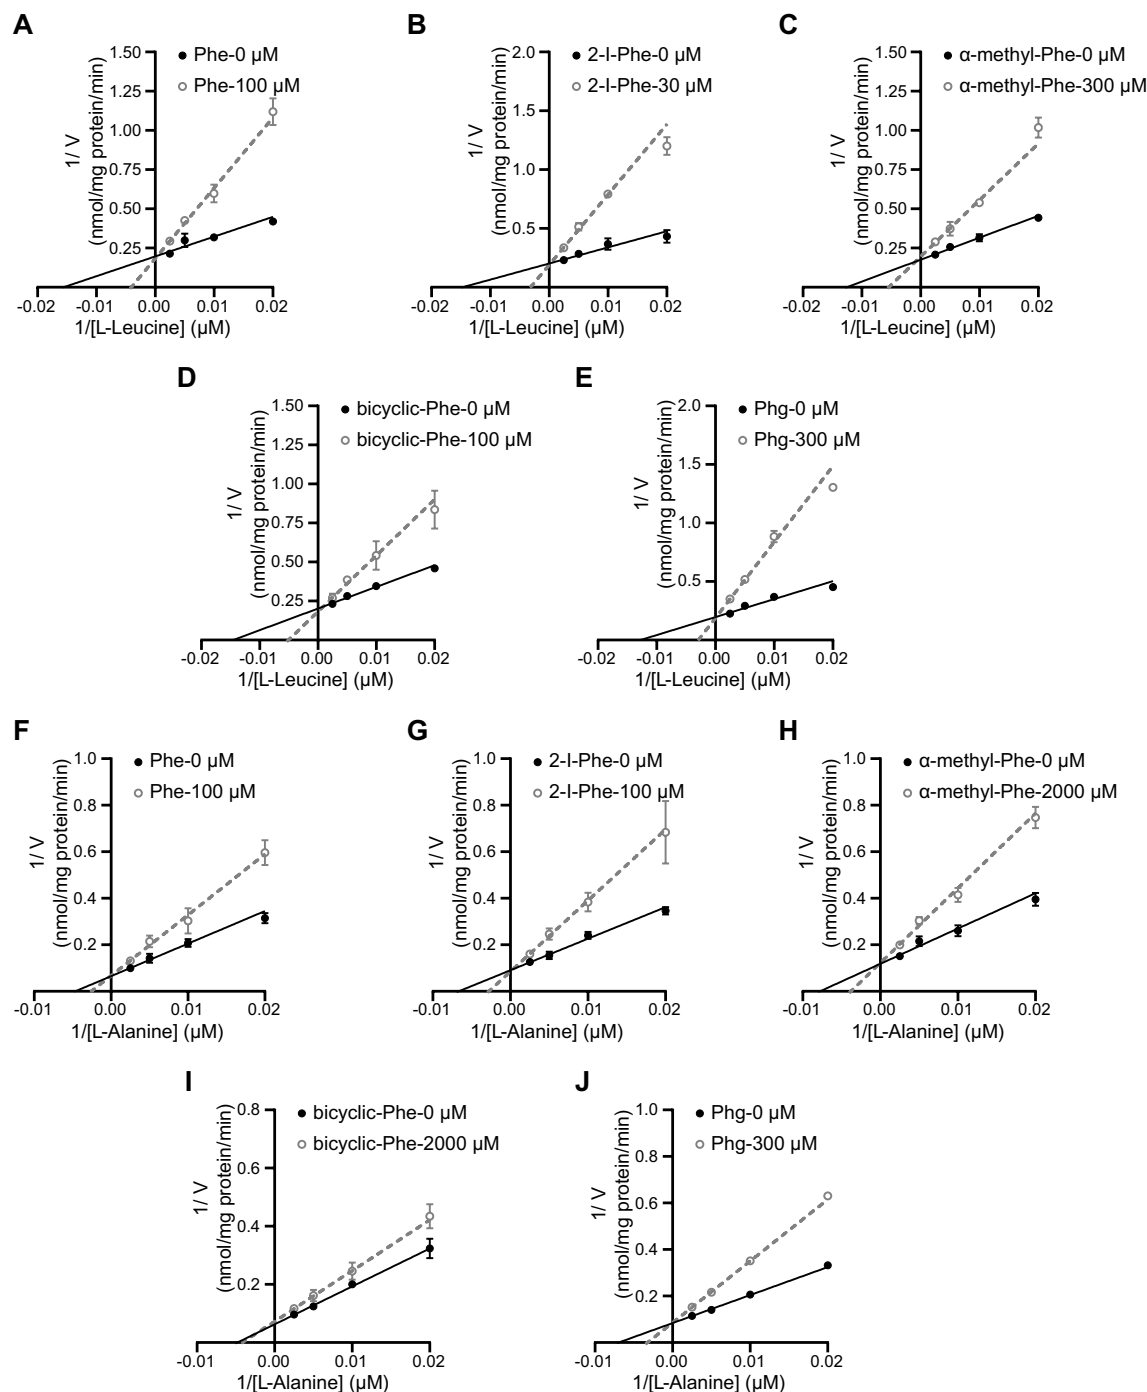 A
Phe-0 µM
Phe-100 µM
1/ V
(nmol/mg protein/min)
1.50
1.25
1.00
0.75
0.50
0.25
-0.02 -0.01 0.00 0.01 0.02
1/[L-Leucine] (µM)
B
2-I-Phe-0 µM
2-I-Phe-30 µM
1/ V
(nmol/mg protein/min)
2.0
1.5
1.0
0.5
-0.02 -0.01 0.00 0.01 0.02
1/[L-Leucine] (µM)
C
α-methyl-Phe-0 µM
α-methyl-Phe-300 µM
1/ V
(nmol/mg protein/min)
1.50
1.25
1.00
0.75
0.50
0.25
-0.02 -0.01 0.00 0.01 0.02
1/[L-Leucine] (µM)
D
bicyclic-Phe-0 µM
bicyclic-Phe-100 µM
1/ V
(nmol/mg protein/min)
1.50
1.25
1.00
0.75
0.50
0.25
-0.02 -0.01 0.00 0.01 0.02
1/[L-Leucine] (µM)
E
Phg-0 µM
Phg-300 µM
1/ V
(nmol/mg protein/min)
2.0
1.5
1.0
0.5
-0.02 -0.01 0.00 0.01 0.02
1/[L-Leucine] (µM)
F
Phe-0 µM
Phe-100 µM
1/ V
(nmol/mg protein/min)
1.0
0.8
0.6
0.4
0.2
-0.01 0.00 0.01 0.02
1/[L-Alanine] (µM)
G
2-I-Phe-0 µM
2-I-Phe-100 µM
1/ V
(nmol/mg protein/min)
1.0
0.8
0.6
0.4
0.2
-0.01 0.00 0.01 0.02
1/[L-Alanine] (µM)
H
α-methyl-Phe-0 µM
α-methyl-Phe-2000 µM
1/ V
(nmol/mg protein/min)
1.0
0.8
0.6
0.4
0.2
-0.01 0.00 0.01 0.02
1/[L-Alanine] (µM)
I
bicyclic-Phe-0 µM
bicyclic-Phe-2000 µM
1/ V
(nmol/mg protein/min)
0.8
0.6
0.4
0.2
-0.01 0.00 0.01 0.02
1/[L-Alanine] (µM)
J
Phg-0 µM
Phg-300 µM
1/ V
(nmol/mg protein/min)
1.0
0.8
0.6
0.4
0.2
-0.01 0.00 0.01 0.02
1/[L-Alanine] (µM)